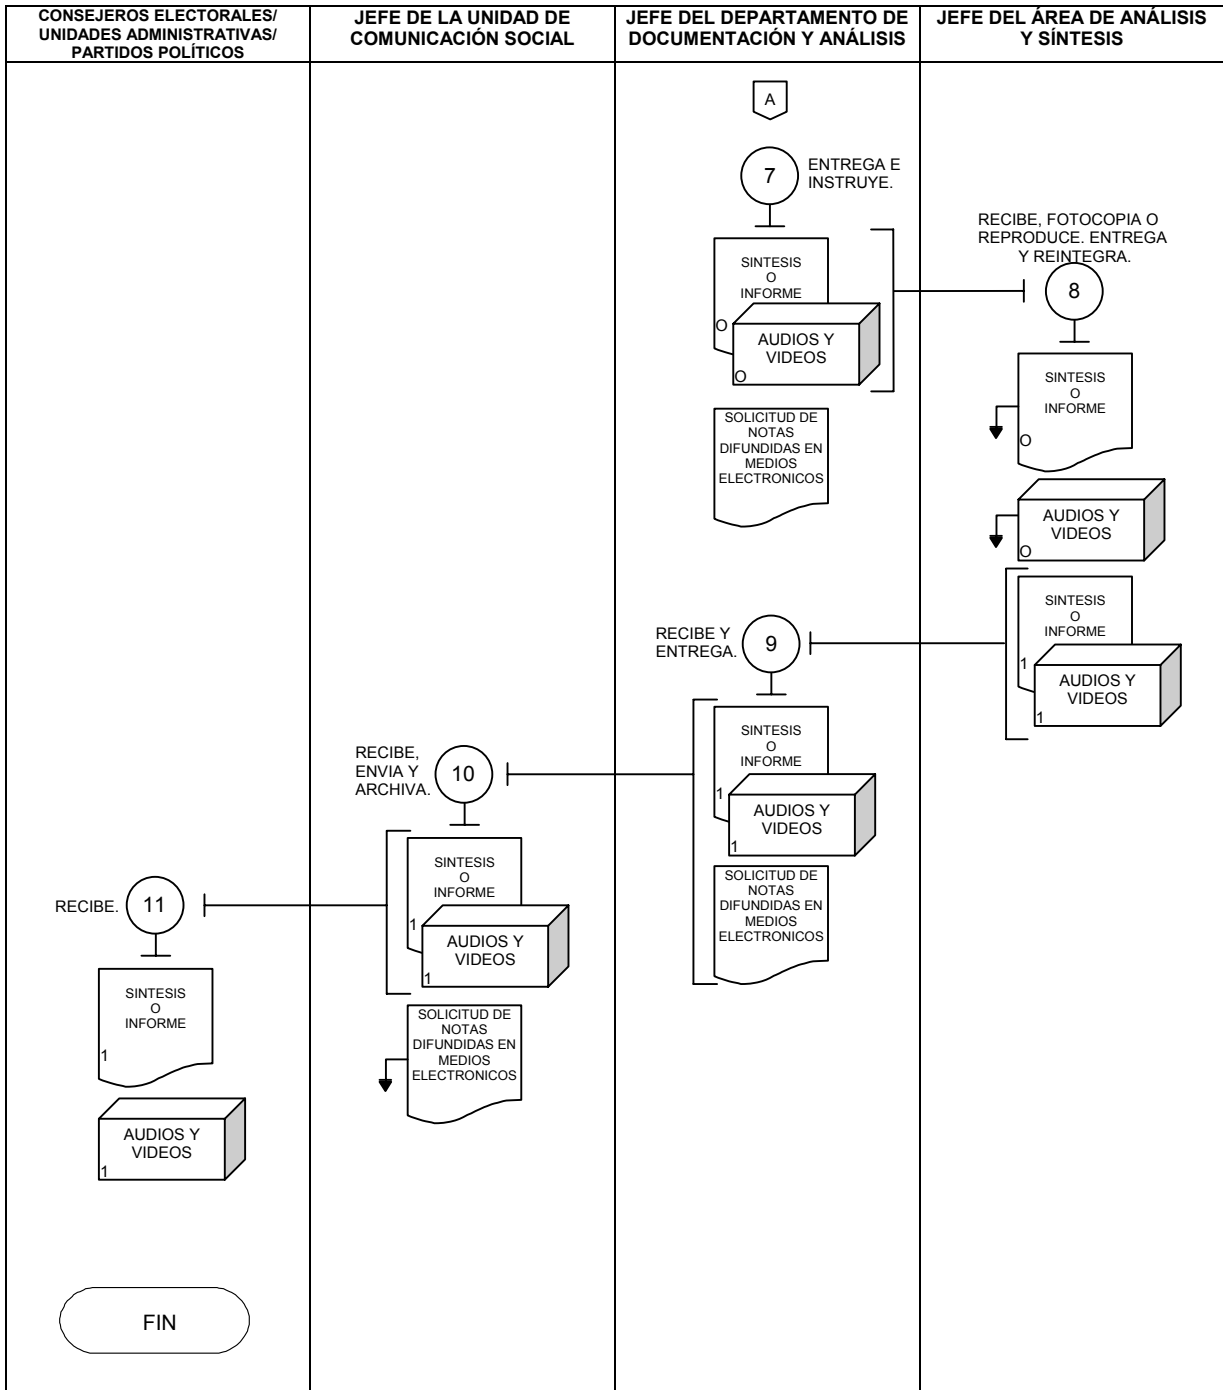 CONSEJEROS ELECTORALES/
UNIDADES ADMINISTRATIVAS/
PARTIDOS POLÍTICOS
JEFE DE LA UNIDAD DE
COMUNICACIÓN SOCIAL
JEFE DEL DEPARTAMENTO DE
DOCUMENTACIÓN Y ANÁLISIS
JEFE DEL ÁREA DE ANÁLISIS
Y SÍNTESIS
A
7
ENTREGA E
INSTRUYE.
SINTESIS
O
INFORME
O
AUDIOS Y
VIDEOS
O
SOLICITUD DE
NOTAS
DIFUNDIDAS EN
MEDIOS
ELECTRONICOS
RECIBE, FOTOCOPIA O
REPRODUCE. ENTREGA
Y REINTEGRA.
8
SINTESIS
O
INFORME
O
AUDIOS Y
VIDEOS
O
SINTESIS
O
INFORME
1
AUDIOS Y
VIDEOS
1
RECIBE Y
ENTREGA.
9
SINTESIS
O
INFORME
1
AUDIOS Y
VIDEOS
1
SOLICITUD DE
NOTAS
DIFUNDIDAS EN
MEDIOS
ELECTRONICOS
RECIBE,
ENVIA Y
ARCHIVA.
10
SINTESIS
O
INFORME
1
AUDIOS Y
VIDEOS
1
SOLICITUD DE
NOTAS
DIFUNDIDAS EN
MEDIOS
ELECTRONICOS
RECIBE.
11
SINTESIS
O
INFORME
1
AUDIOS Y
VIDEOS
1
FIN